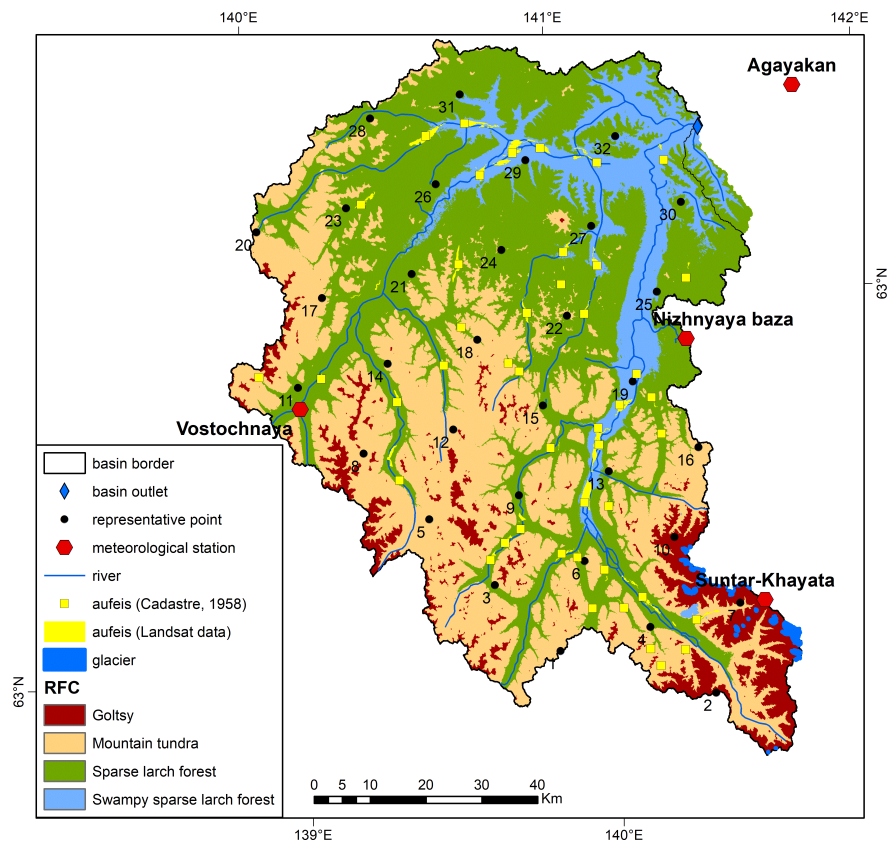 140°E
141°E
142°E
Agayakan
31
28
32
29
26
30
23
27
20
24
21
63°N
25
17
Nizhnyaya baza
22
18
14
19
11
15
Vostochnaya
12
16
8
13
9
5
10
Suntar-Khayata
6
3
7
4
1
2
63°N
basin border
basin outlet
representative point
meteorological station
river
aufeis (Cadastre, 1958)
aufeis (Landsat data)
glacier
RFC
Goltsy
Mountain tundra
Sparse larch forest
Swampy sparse larch forest
0 5 10 20 30 40
Km
139°E
140°E